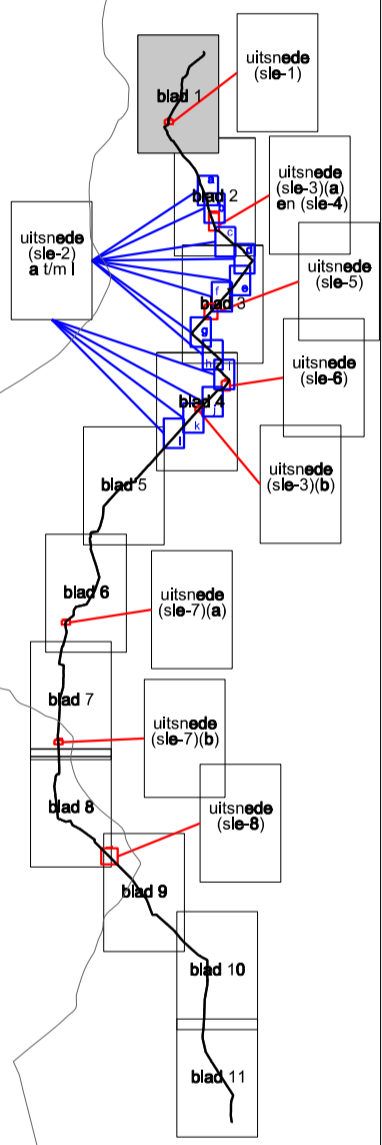 uitsnede
(sle-1)
blad 1
uitsnede
(sle-3)(a)
en (sle-4)
a
blad 2
b
c
uitsnede
(sle-2)
a t/m l
d
uitsnede
(sle-5)
e
f
blad 3
g
h
i
uitsnede
(sle-6)
blad 4
j
k
l
uitsnede
(sle-3)(b)
blad 5
blad 6
uitsnede
(sle-7)(a)
blad 7
uitsnede
(sle-7)(b)
blad 8
uitsnede
(sle-8)
blad 9
blad 10
blad 11